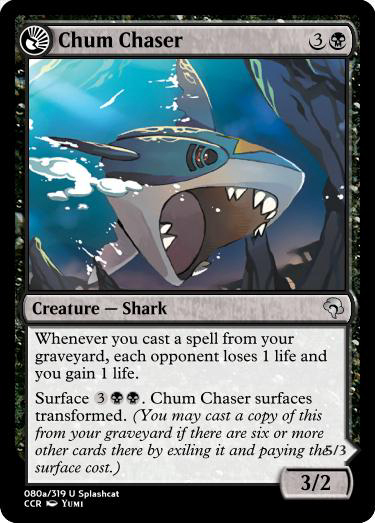 Chum Chaser 3
Creature — Shark
Whenever you cast a spell from your
graveyard, each opponent loses 1 life and
you gain 1 life.
Surface 3. Chum Chaser surfaces
transformed. (You may cast a copy of this
from your graveyard if there are six or more
other cards there by exiling it and paying the
surface cost.)
5/3
3/2
080a/319 U Splashcat
CCR Yumi